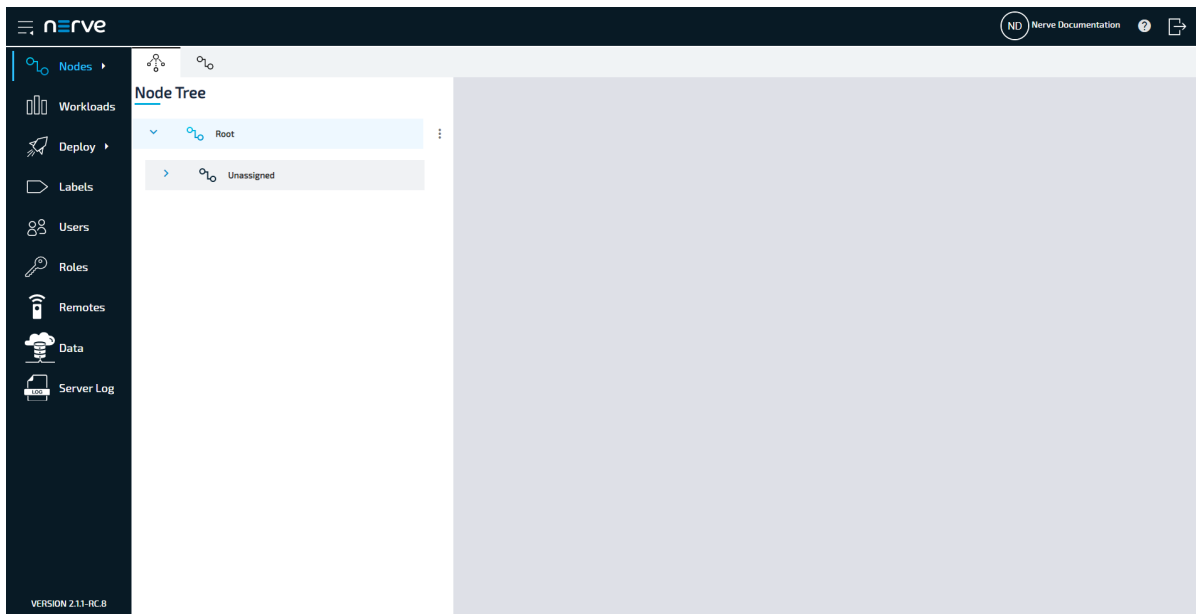 nerve
ND Nerve Documentation ?
Nodes
Node Tree
Workloads
Root
Deploy
Unassigned
Labels
Users
Roles
Remotes
Data
LOG
Server Log
VERSION 2.1.1-RC.8